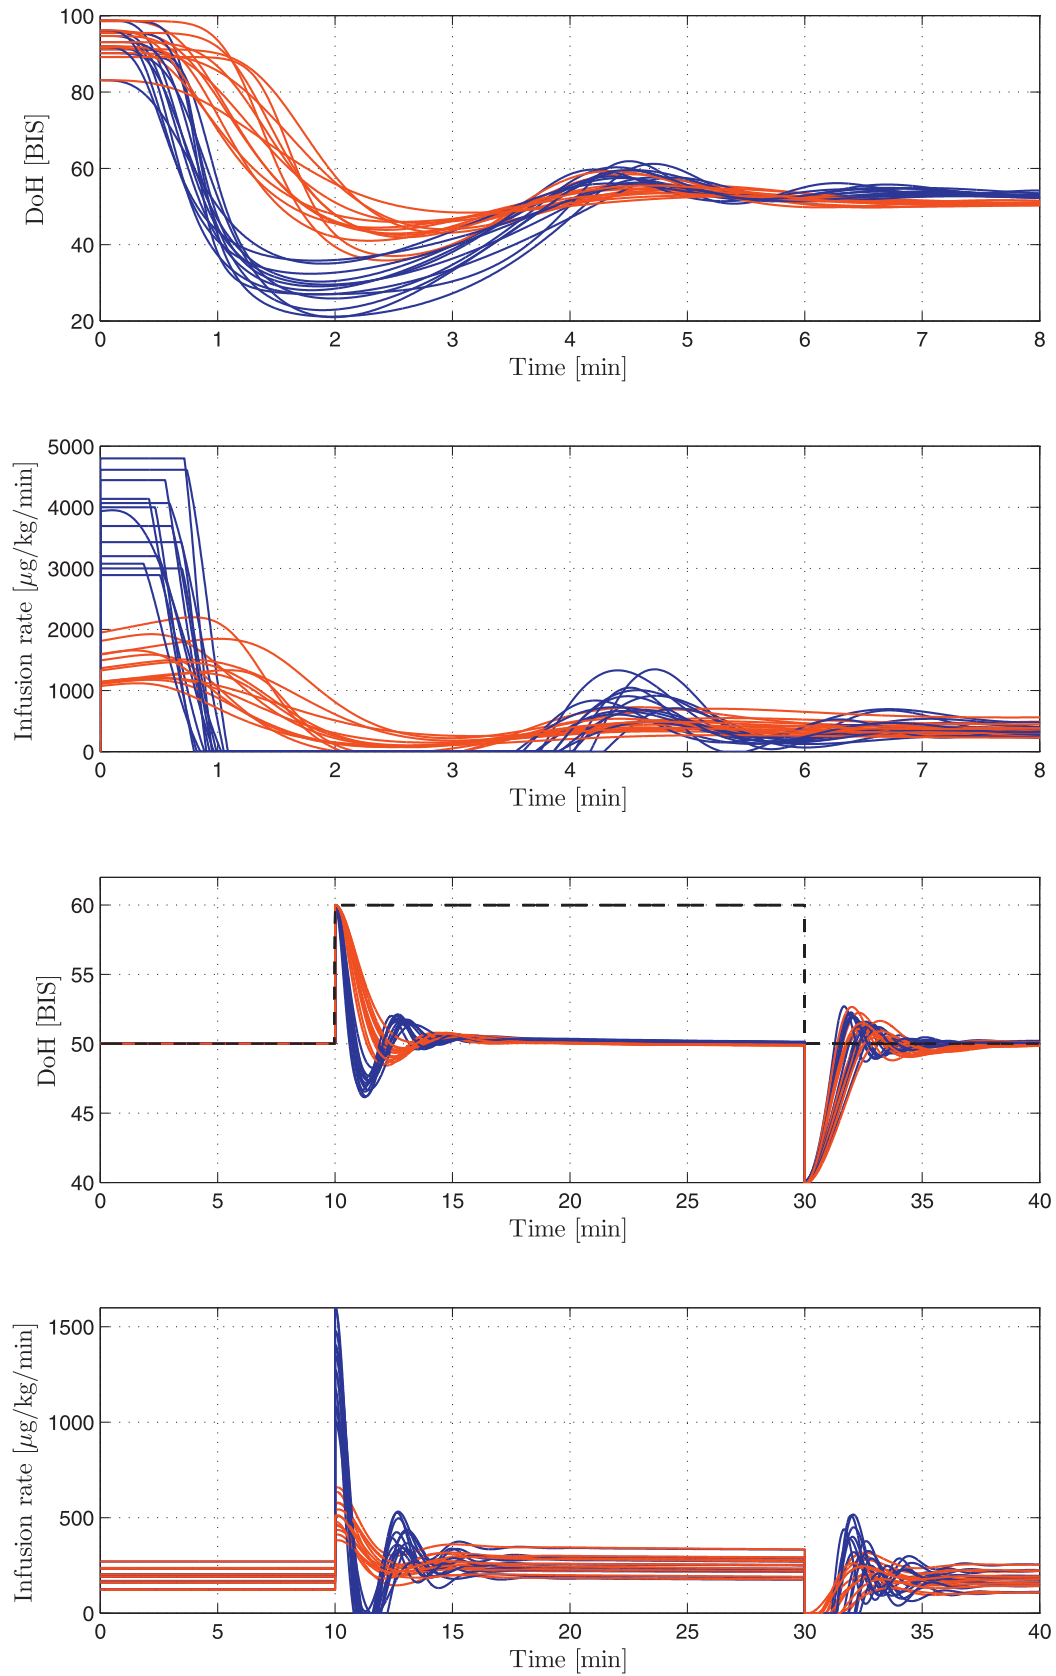 100
80
60
40
20
DoH [BIS]
0 1 2 3 4 5 6 7 8
Time [min]
5000
4000
3000
2000
1000
0
Infusion rate [µg/kg/min]
0 1 2 3 4 5 6 7 8
Time [min]
60
55
50
45
40
DoH [BIS]
0 5 10 15 20 25 30 35 40
Time [min]
1500
1000
500
0
Infusion rate [µg/kg/min]
0 5 10 15 20 25 30 35 40
Time [min]